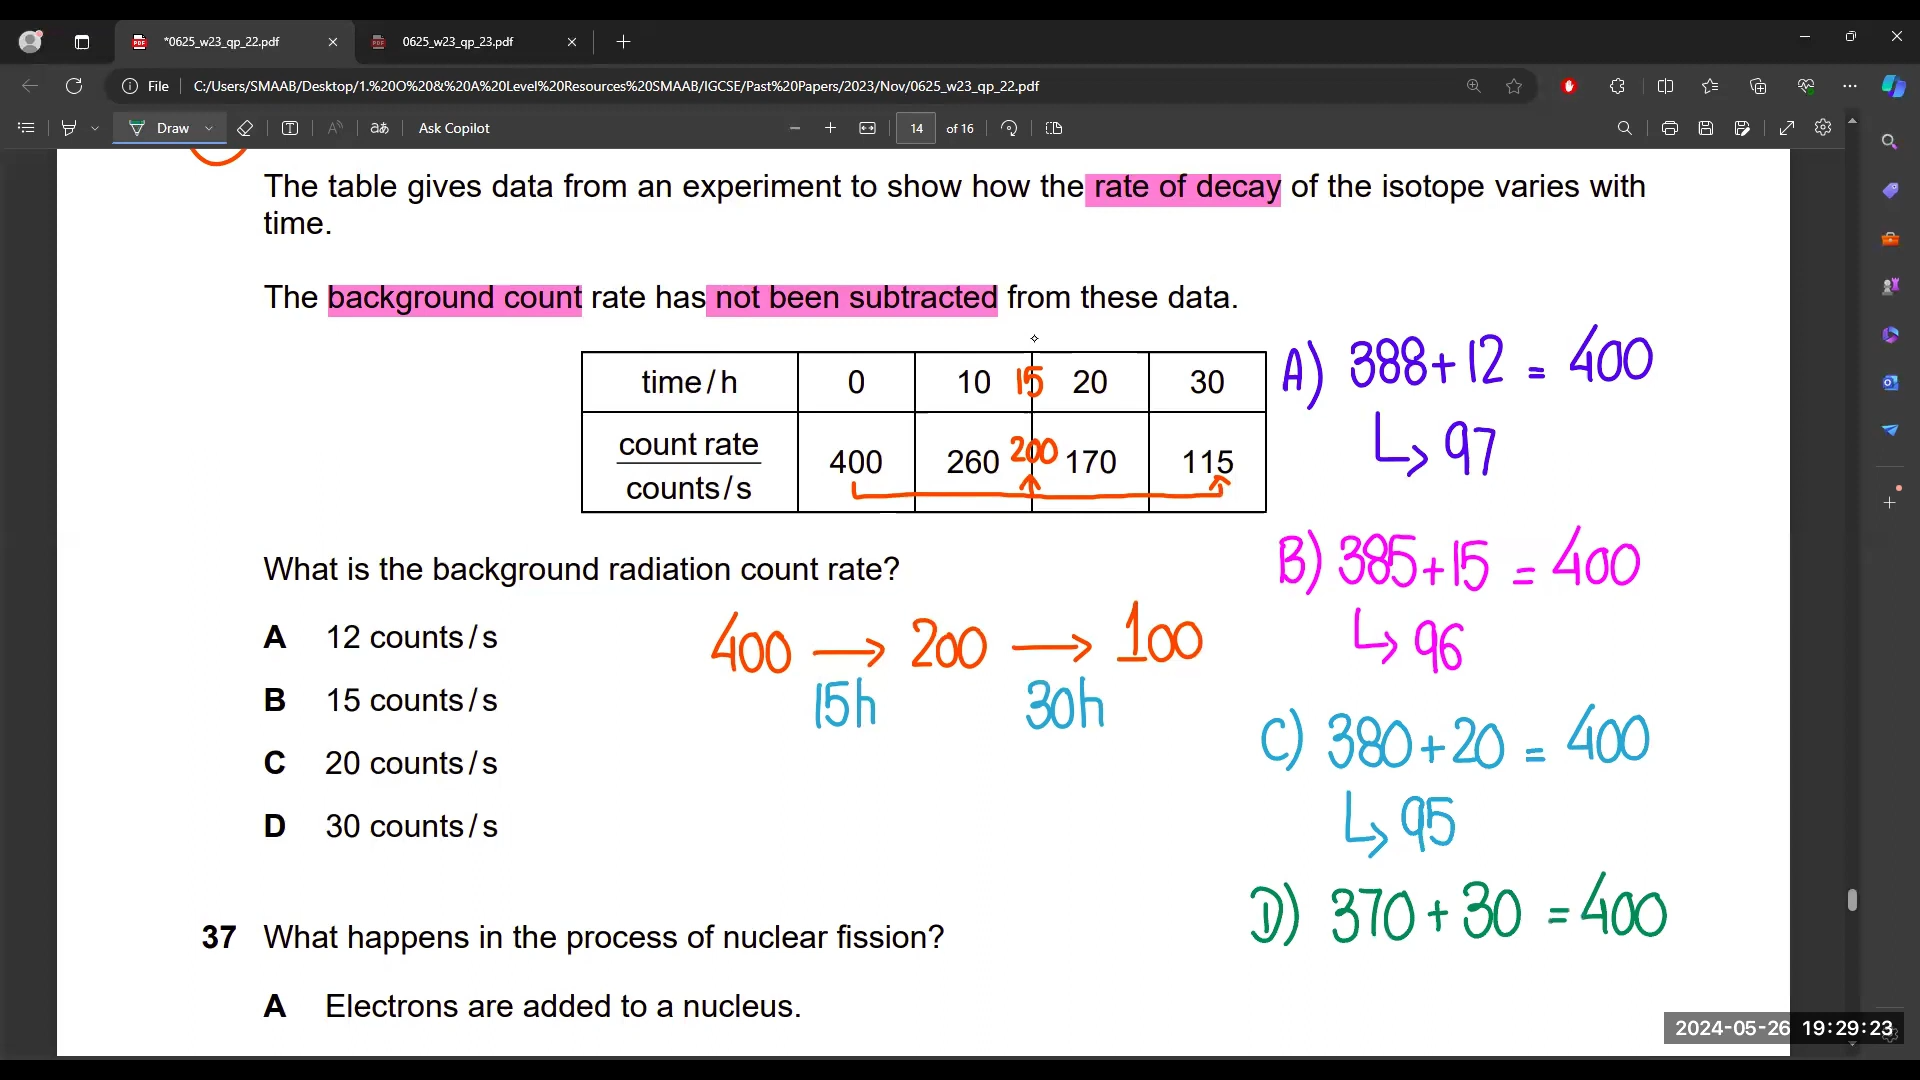 *0625_w23_qp_22.pdf
0625_w23_qp_23.pdf
File
C:/Users/SMAAB/Desktop/1.%20O%20&%20A%20Level%20Resources%20SMAAB/IGCSE/Past%20Papers/2023/Nov/0625_w23_qp_22.pdf
Draw
Ask Copilot
14 of 16
The table gives data from an experiment to show how the rate of decay of the isotope varies with
time.
The background count rate has not been subtracted from these data.
time/h 0 10 15 20 30
count rate
counts/s
400 260 200 170 115
A) 388+12 = 400
↳ 97
B) 385+15 = 400
↳ 96
C) 380+20 = 400
↳ 95
D) 370+30 = 400
What is the background radiation count rate?
A 12 counts/s
B 15 counts/s
C 20 counts/s
D 30 counts/s
400 → 200 → 100
15h 30h
37 What happens in the process of nuclear fission?
A Electrons are added to a nucleus.
2024-05-26 19:29:23